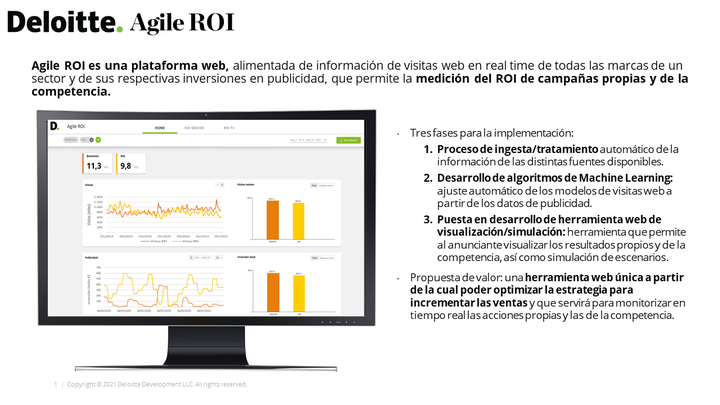 Deloitte. Agile ROI
Agile ROI es una plataforma web, alimentada de información de visitas web en real time de todas las marcas de un
sector y de sus respectivas inversiones en publicidad, que permite la medición del ROI de campañas propias y de la
competencia.
D. Agile ROI
HOME
ROI MEDIOS
ROI TV
11,3
9,8
Visitas
Publicidad
- Tres fases para la implementación:
1. Proceso de ingesta/tratamiento automático de la
información de las distintas fuentes disponibles.
2. Desarrollo de algoritmos de Machine Learning:
ajuste automático de los modelos de visitas web a
partir de los datos de publicidad.
3. Puesta en desarrollo de herramienta web de
visualización/simulación: herramienta que permite
al anunciante visualizar los resultados propios y de la
competencia, así como simulación de escenarios.
- Propuesta de valor: una herramienta web única a partir
de la cual poder optimizar la estrategia para
incrementar las ventas y que servirá para monitorizar en
tiempo real las acciones propias y las de la competencia.
1 | Copyright © 2021 Deloitte Development LLC. All rights reserved.